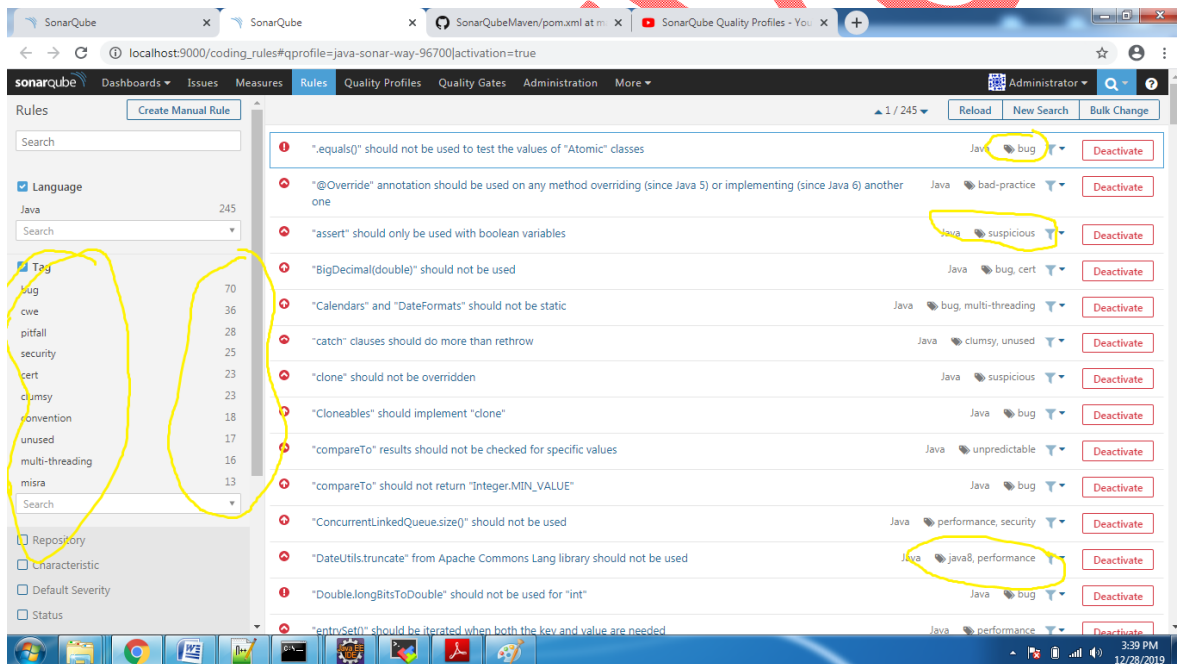 SonarQube
SonarQube
SonarQubeMaven/pom.xml at m
SonarQube Quality Profiles - You
localhost:9000/coding_rules#qprofile=java-sonar-way-96700|activation=true
sonarqube Dashboards Issues Measures Rules Quality Profiles Quality Gates Administration More Administrator
Rules Create Manual Rule
1 / 245 Reload New Search Bulk Change
Search
Language
Java 245
Search
Tag
bug 70
cwe 36
pitfall 28
security 25
cert 23
clumsy 23
convention 18
unused 17
multi-threading 16
misra 13
Search
Repository
Characteristic
Default Severity
Status
".equals()" should not be used to test the values of "Atomic" classes Java bug Deactivate
"@Override" annotation should be used on any method overriding (since Java 5) or implementing (since Java 6) another Java bad-practice Deactivate
one
"assert" should only be used with boolean variables Java suspicious Deactivate
"BigDecimal(double)" should not be used Java bug, cert Deactivate
"Calendars" and "DateFormats" should not be static Java bug, multi-threading Deactivate
"catch" clauses should do more than rethrow Java clumsy, unused Deactivate
"clone" should not be overridden Java suspicious Deactivate
"Cloneables" should implement "clone" Java bug Deactivate
"compareTo" results should not be checked for specific values Java unpredictable Deactivate
"compareTo" should not return "Integer.MIN_VALUE" Java bug Deactivate
"ConcurrentLinkedQueue.size()" should not be used Java performance, security Deactivate
"DateUtils.truncate" from Apache Commons Lang library should not be used Java java8, performance Deactivate
"Double.longBitsToDouble" should not be used for "int" Java bug Deactivate
"entrySet()" should be iterated when both the key and value are needed Java performance Deactivate
3:39 PM
12/28/2019